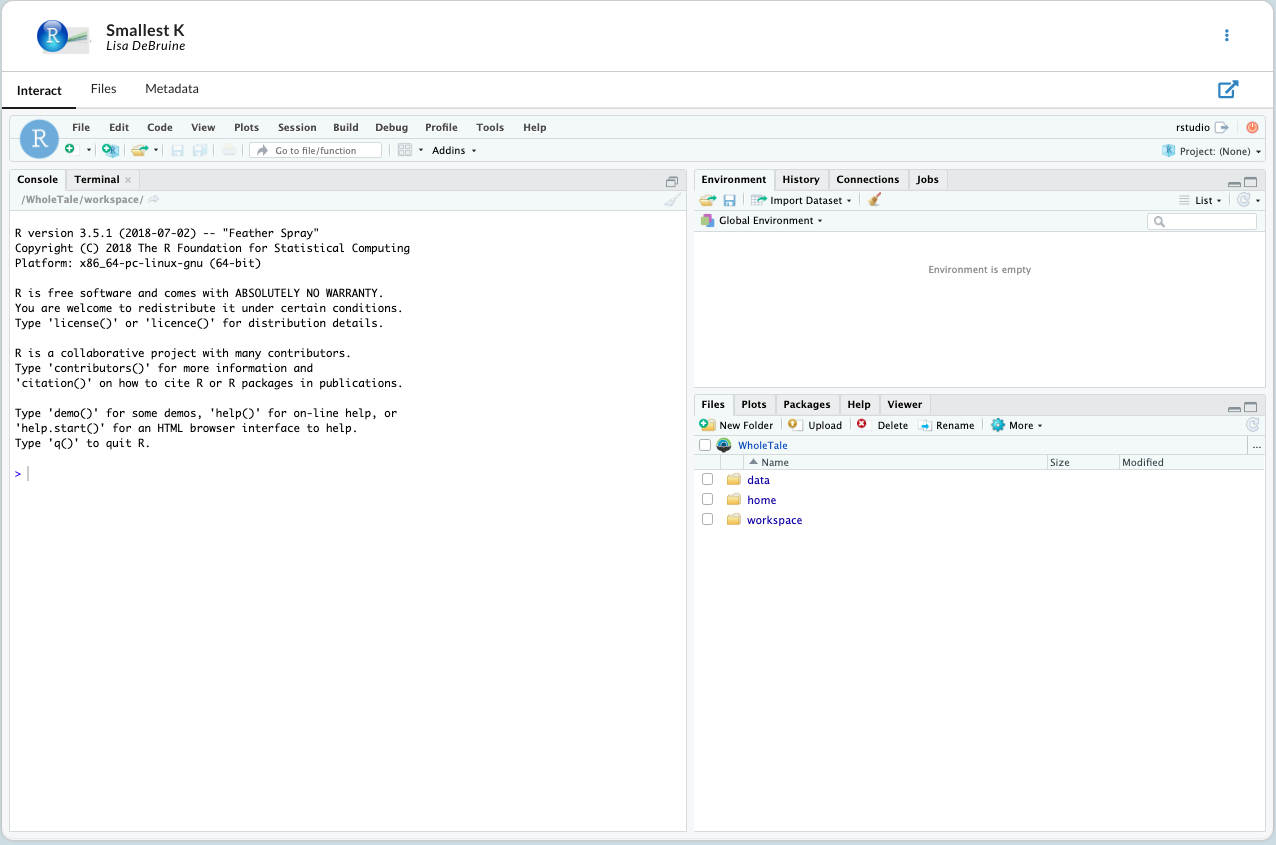 Smallest K
Lisa DeBruine
Interact Files Metadata
R
File Edit Code View Plots Session Build Debug Profile Tools Help
rstudio
Go to file/function Addins
Project: (None)
Console Terminal
/WholeTale/workspace/
R version 3.5.1 (2018-07-02) -- "Feather Spray"
Copyright (C) 2018 The R Foundation for Statistical Computing
Platform: x86_64-pc-linux-gnu (64-bit)
R is free software and comes with ABSOLUTELY NO WARRANTY.
You are welcome to redistribute it under certain conditions.
Type 'license()' or 'licence()' for distribution details.
R is a collaborative project with many contributors.
Type 'contributors()' for more information and
'citation()' on how to cite R or R packages in publications.
Type 'demo()' for some demos, 'help()' for on-line help, or
'help.start()' for an HTML browser interface to help.
Type 'q()' to quit R.
>
Environment History Connections Jobs
Import Dataset List
Global Environment
Environment is empty
Files Plots Packages Help Viewer
New Folder Upload Delete Rename More
WholeTale ...
Name Size Modified
data
home
workspace